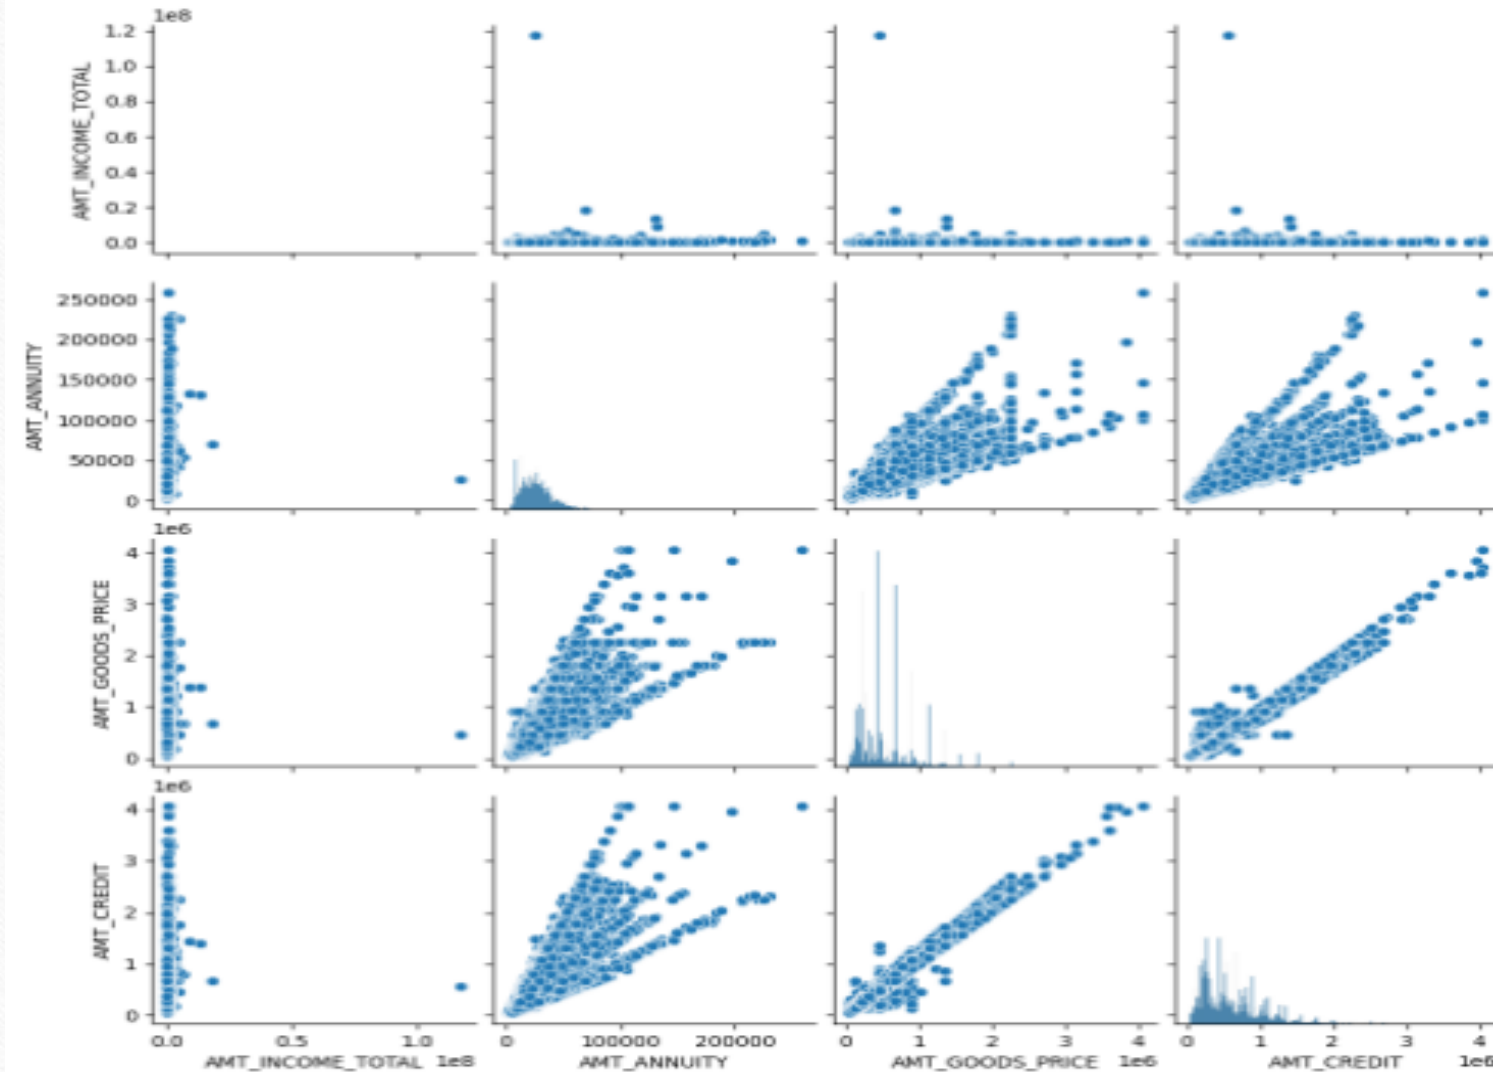 1e8
1.2
1.0
0.8
0.6
0.4
0.2
0.0
AMT_INCOME_TOTAL
250000
200000
150000
100000
50000
0
AMT_ANNUITY
1e6
4
3
2
1
0
AMT_GOODS_PRICE
1e6
4
3
2
1
0
AMT_CREDIT
0.0 0.5 1.0 0 100000 200000 0 1 2 3 4 0 1 2 3 4
AMT_INCOME_TOTAL 1e8 AMT_ANNUITY AMT_GOODS_PRICE 1e6 AMT_CREDIT 1e6